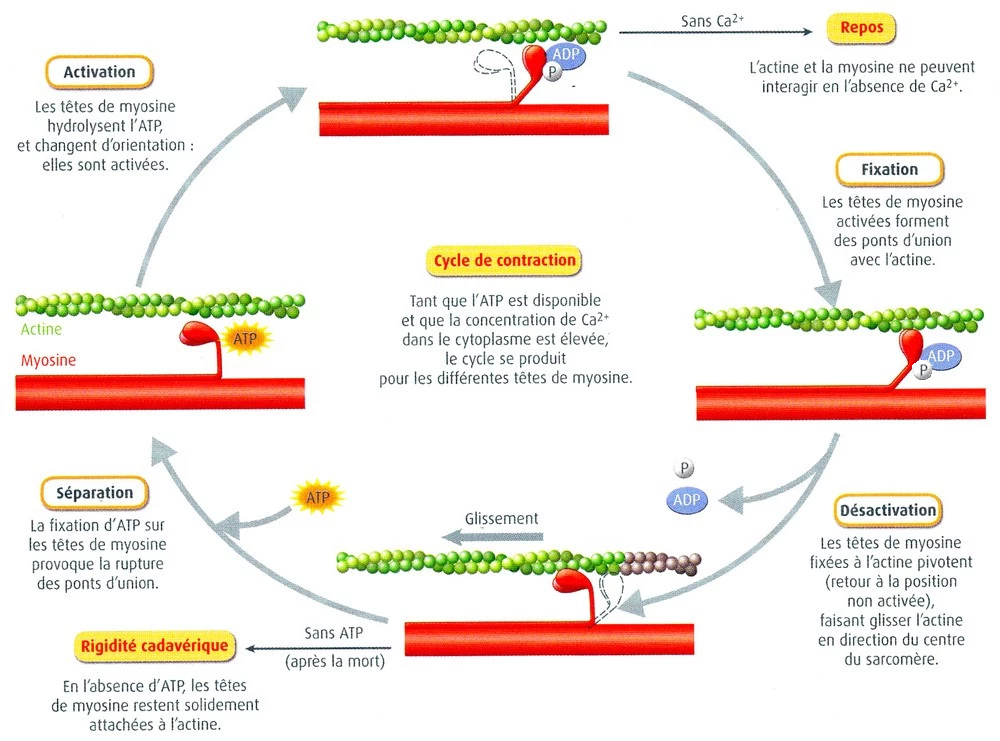 Sans Ca²⁺
Repos
L'actine et la myosine ne peuvent
interagir en l'absence de Ca²⁺.
ADP
P
Activation
Les têtes de myosine
hydrolysent l'ATP,
et changent d'orientation :
elles sont activées.
Fixation
Les têtes de myosine
activées forment
des ponts d'union
avec l'actine.
Cycle de contraction
Tant que l'ATP est disponible
et que la concentration de Ca²⁺
dans le cytoplasme est élevée,
le cycle se produit
pour les différentes têtes de myosine.
Actine
ATP
Myosine
ADP
P
Séparation
La fixation d'ATP sur
les têtes de myosine
provoque la rupture
des ponts d'union.
ATP
Glissement
P
ADP
Désactivation
Les têtes de myosine
fixées à l'actine pivotent
(retour à la position
non activée),
faisant glisser l'actine
en direction du centre
du sarcomère.
Sans ATP
(après la mort)
Rigidité cadavérique
En l'absence d'ATP, les têtes
de myosine restent solidement
attachées à l'actine.